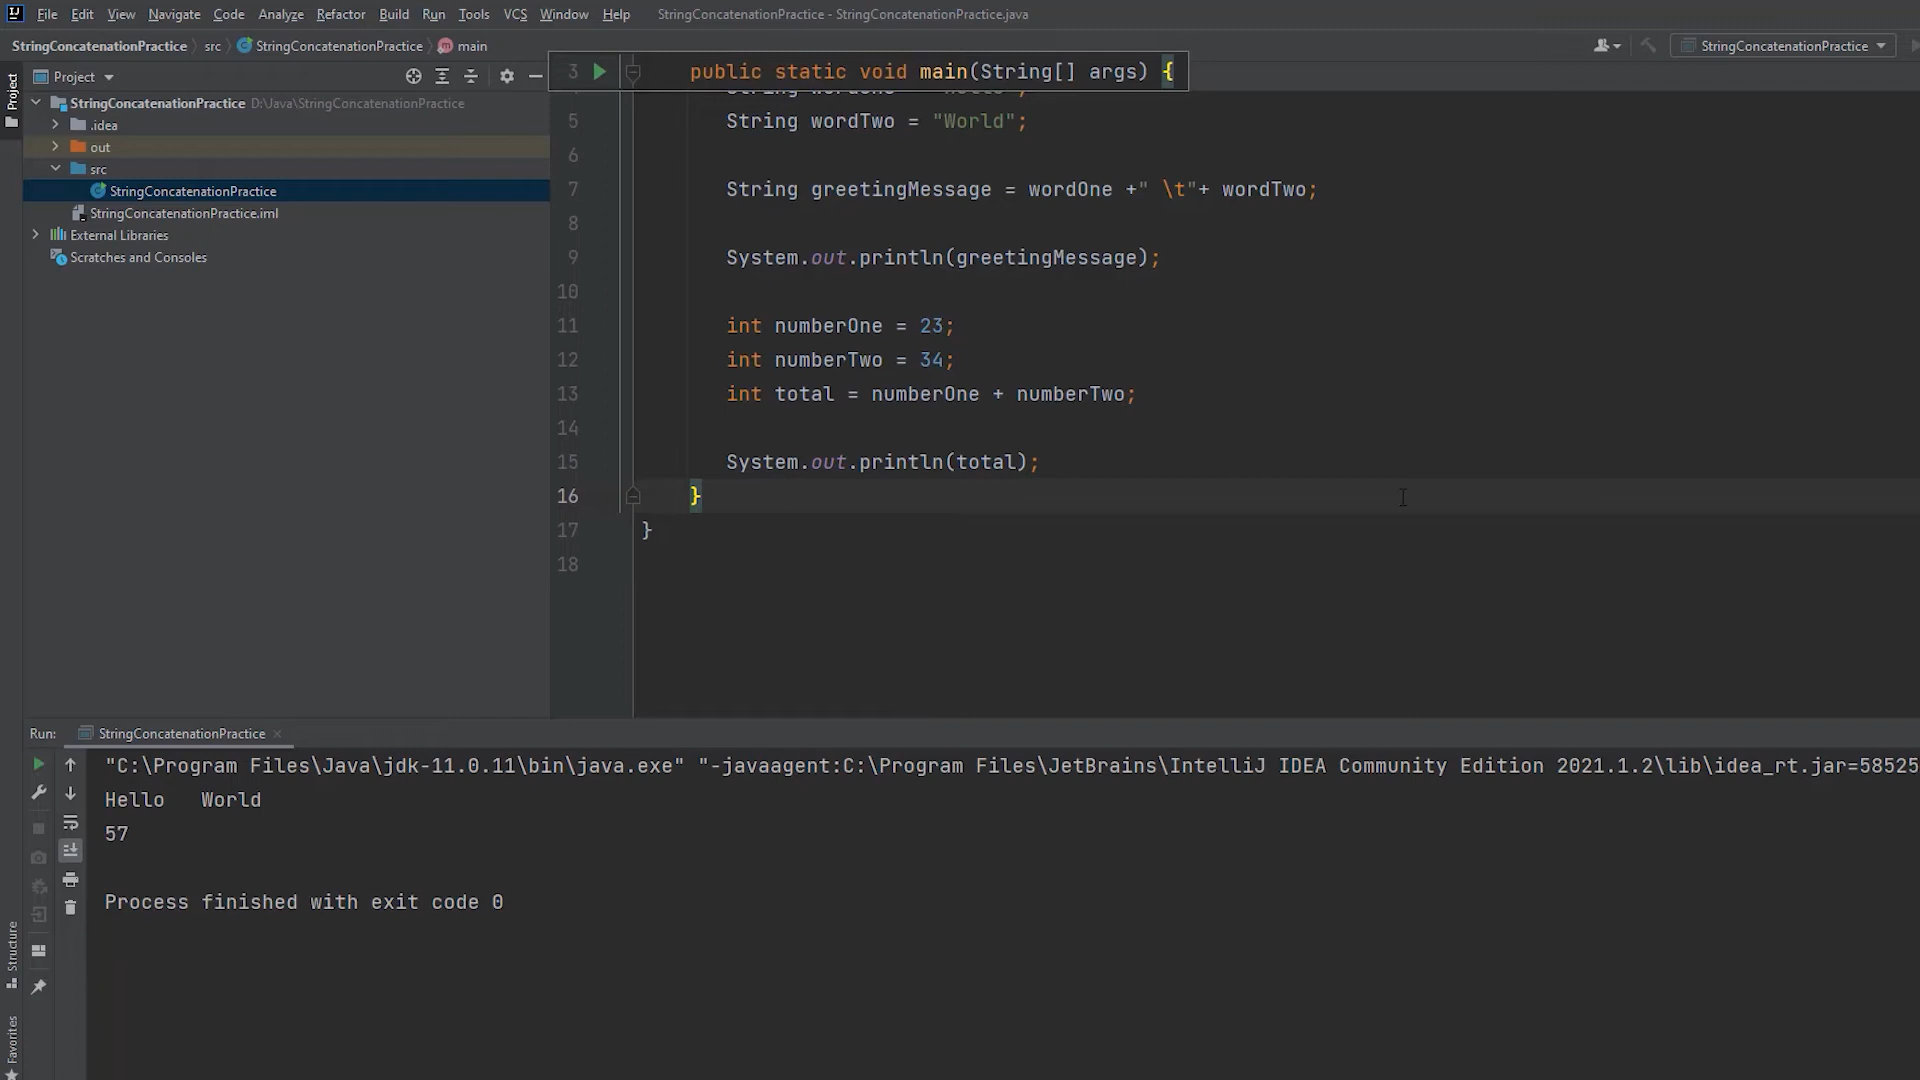 File Edit View Navigate Code Analyze Refactor Build Run Tools VCS Window Help StringConcatenationPractice - StringConcatenationPractice.java
StringConcatenationPractice src StringConcatenationPractice main StringConcatenationPractice
Project
Project
StringConcatenationPractice D:\Java\StringConcatenationPractice
.idea
out
src
StringConcatenationPractice
StringConcatenationPractice.iml
External Libraries
Scratches and Consoles
3 public static void main(String[] args) {
5 String wordTwo = "World";
6
7 String greetingMessage = wordOne +" \t"+ wordTwo;
8
9 System.out.println(greetingMessage);
10
11 int numberOne = 23;
12 int numberTwo = 34;
13 int total = numberOne + numberTwo;
14
15 System.out.println(total);
16 }
17 }
18
Run: StringConcatenationPractice
"C:\Program Files\Java\jdk-11.0.11\bin\java.exe" "-javaagent:C:\Program Files\JetBrains\IntelliJ IDEA Community Edition 2021.1.2\lib\idea_rt.jar=58525
Hello   World
57
Process finished with exit code 0
Structure
Favorites